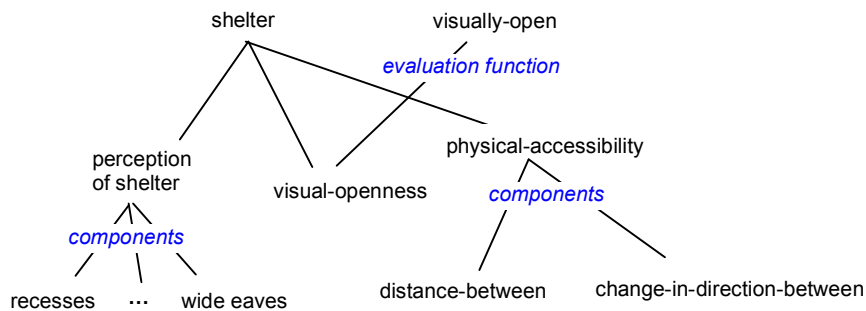 shelter
visually-open
evaluation function
perception
of shelter
visual-openness
physical-accessibility
components
components
recesses
...
wide eaves
distance-between
change-in-direction-between